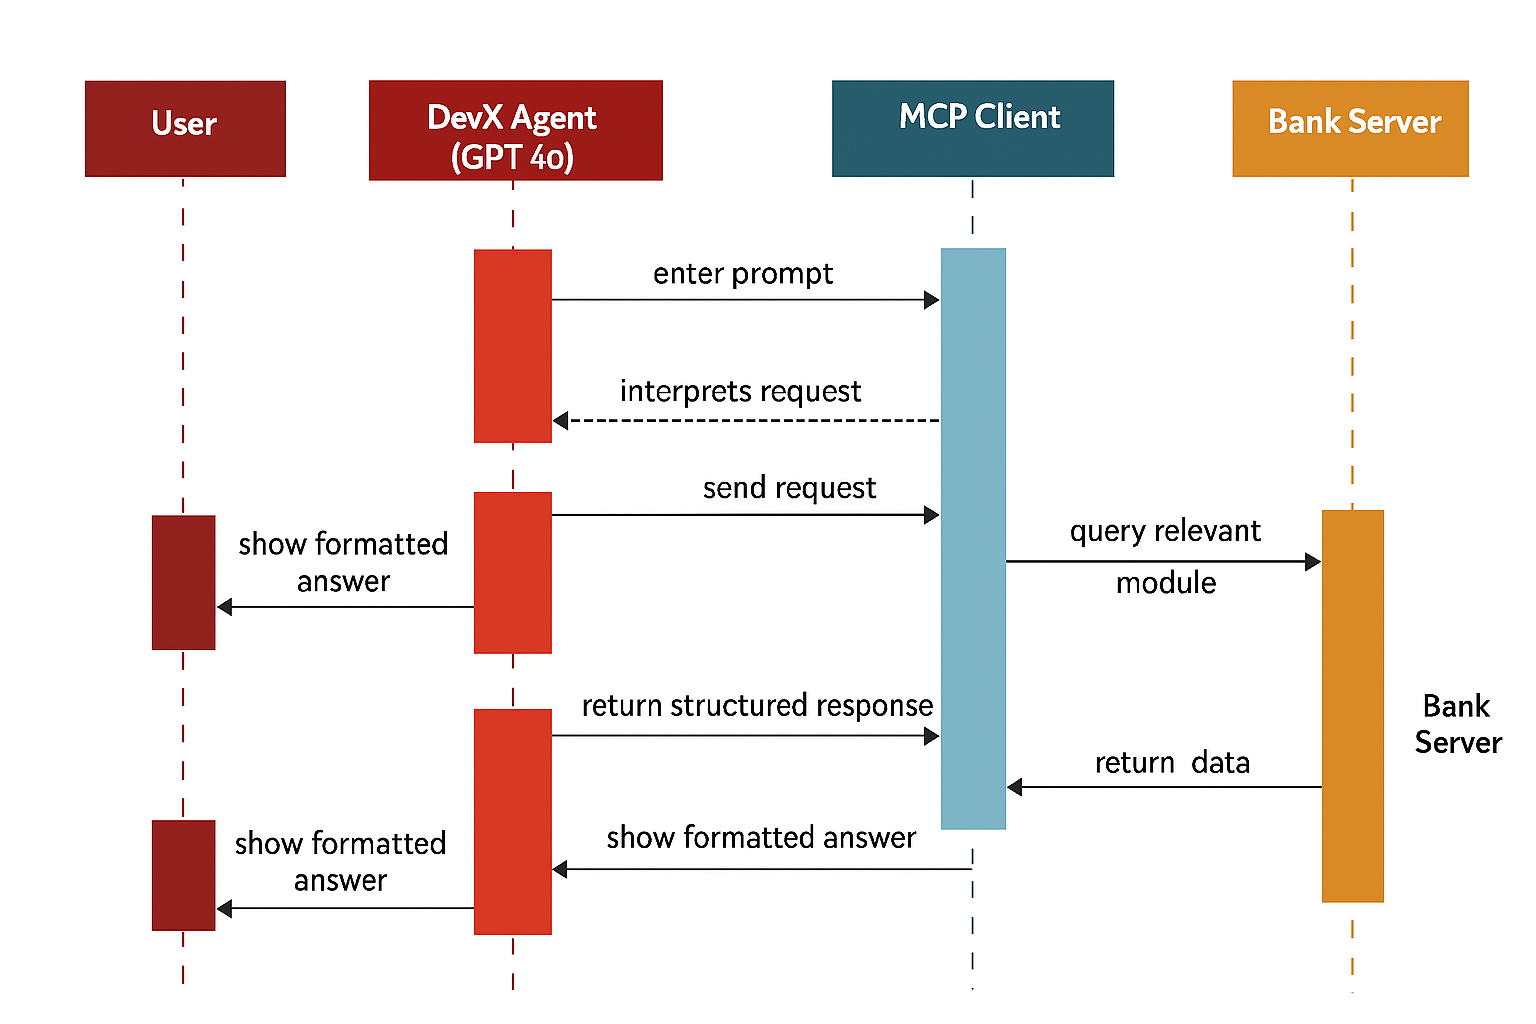 User
DevX Agent
(GPT 4o)
MCP Client
Bank Server
enter prompt
interprets request
send request
query relevant
module
show formatted
answer
return structured response
Bank
Server
return data
show formatted answer
show formatted
answer